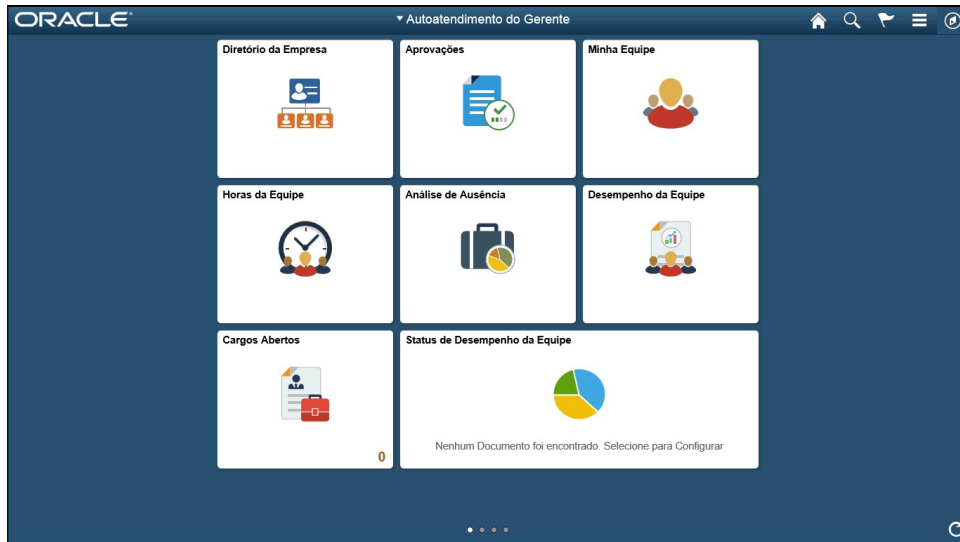 ORACLE
Autoatendimento do Gerente
Diretório da Empresa
Aprovações
Minha Equipe
Horas da Equipe
Análise de Ausência
Desempenho da Equipe
Cargos Abertos
0
Status de Desempenho da Equipe
Nenhum Documento foi encontrado. Selecione para Configurar